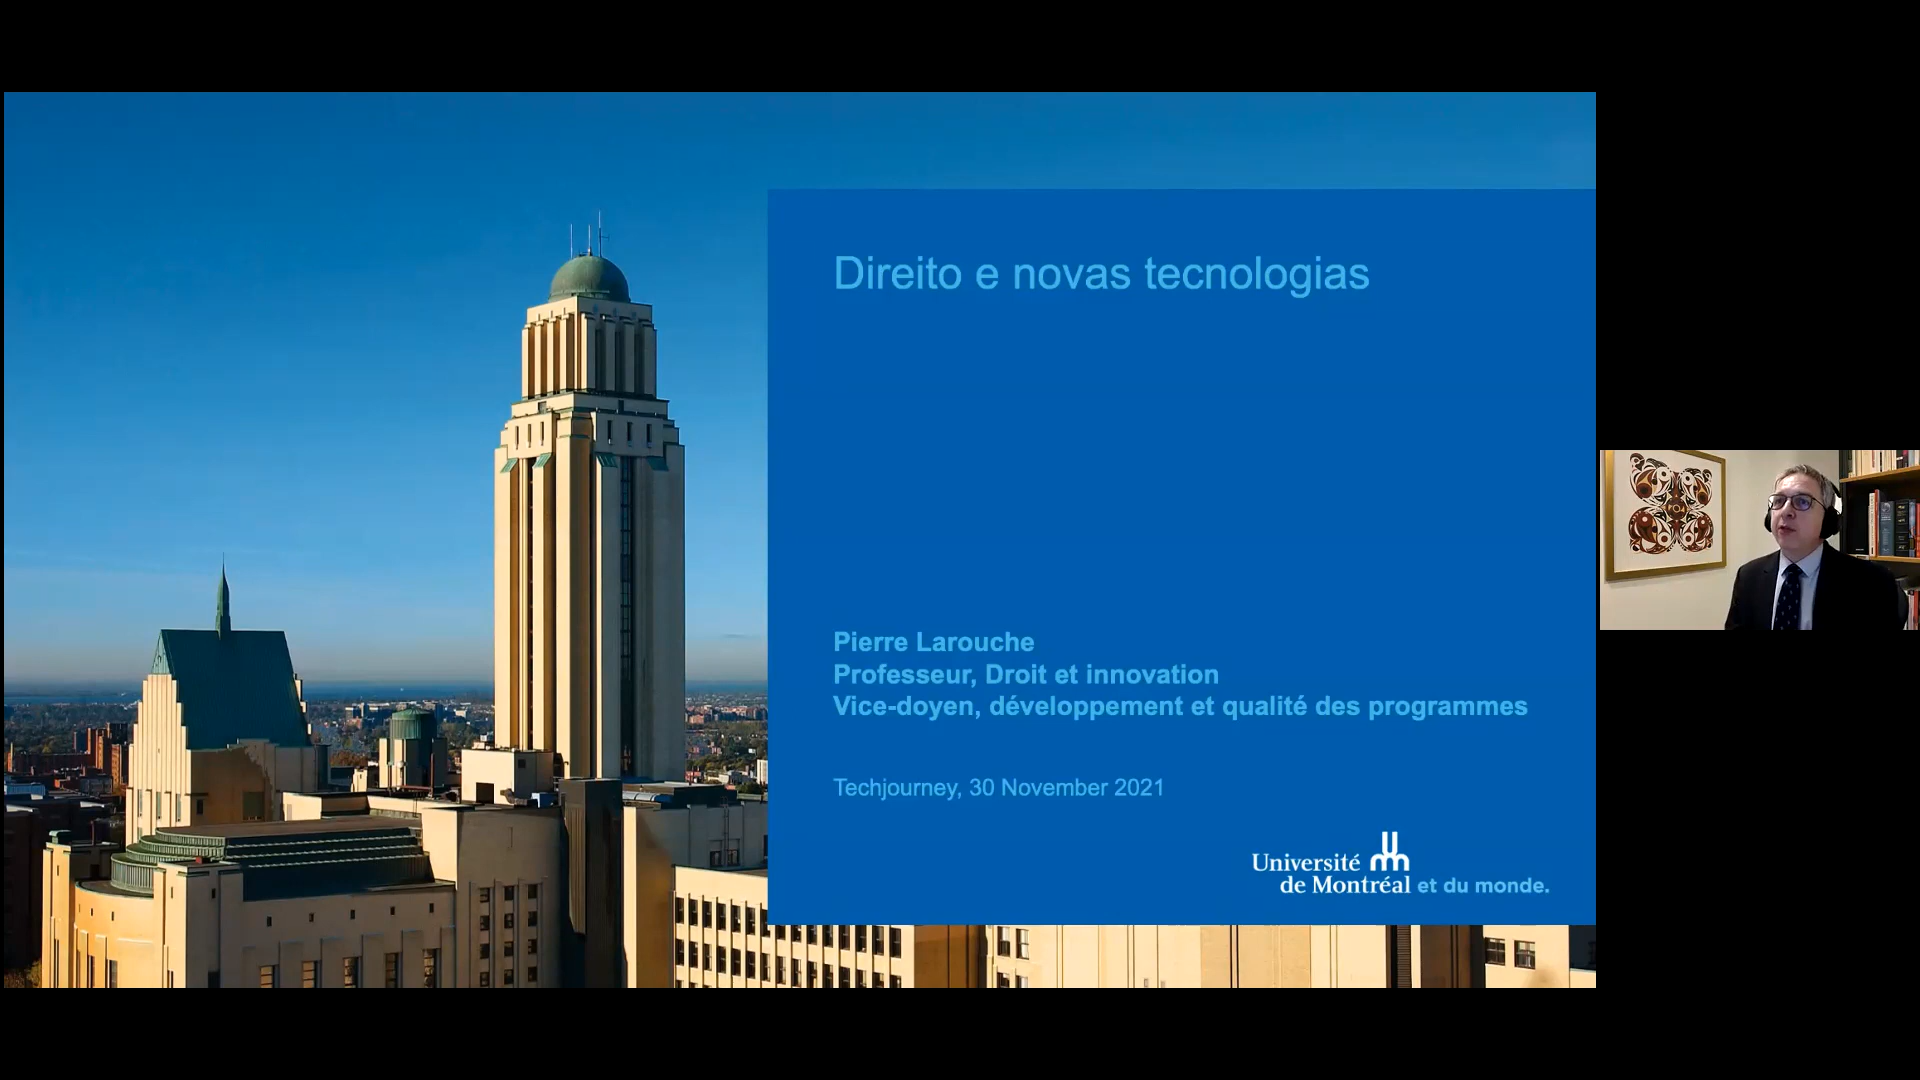 Direito e novas tecnologias
Pierre Larouche
Professeur, Droit et innovation
Vice-doyen, développement et qualité des programmes
Techjourney, 30 November 2021
Université
de Montréal et du monde.